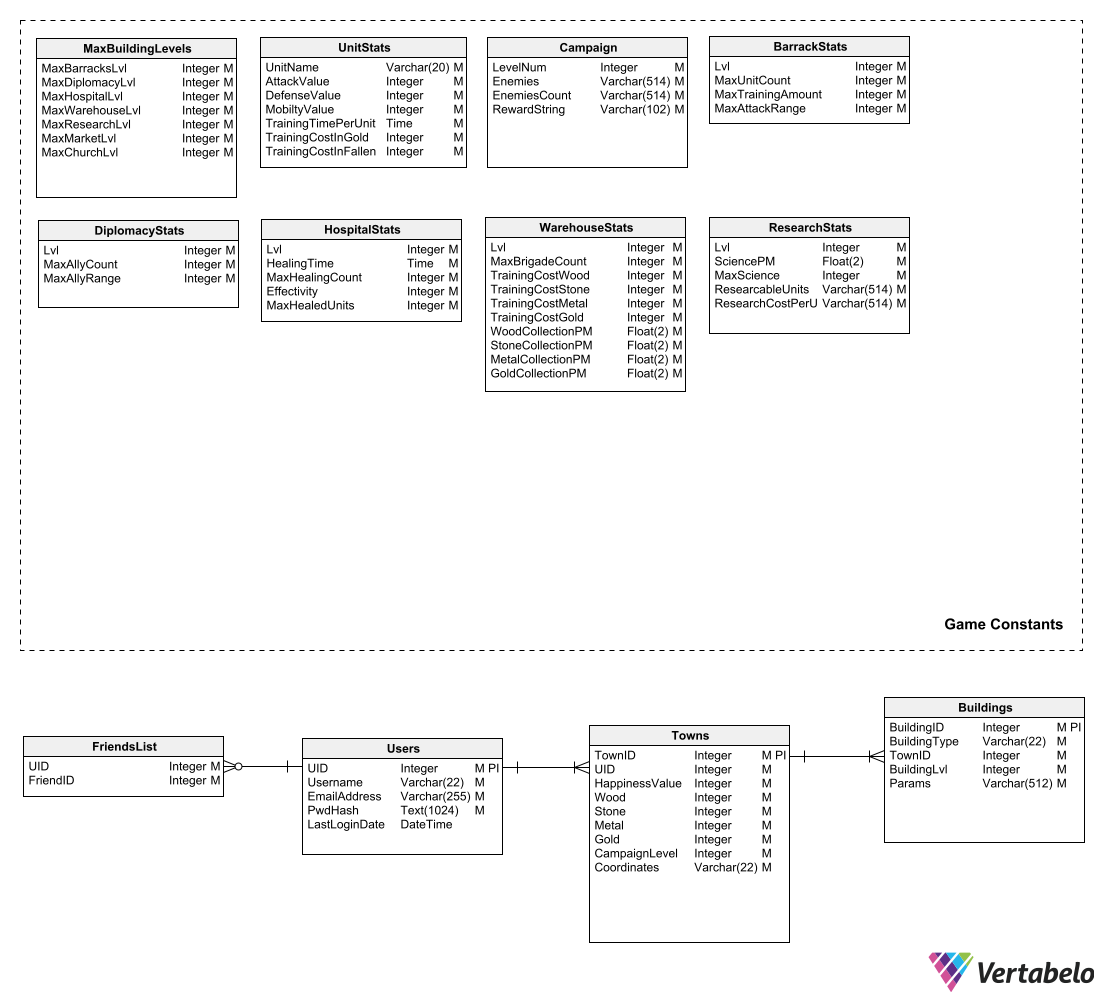 MaxBuildingLevels
MaxBarracksLvl Integer M
MaxDiplomacyLvl Integer M
MaxHospitalLvl Integer M
MaxWarehouseLvl Integer M
MaxResearchLvl Integer M
MaxMarketLvl Integer M
MaxChurchLvl Integer M
UnitStats
UnitName Varchar(20) M
AttackValue Integer M
DefenseValue Integer M
MobiltyValue Integer M
TrainingTimePerUnit Time M
TrainingCostInGold Integer M
TrainingCostInFallen Integer M
Campaign
LevelNum Integer M
Enemies Varchar(514) M
EnemiesCount Varchar(514) M
RewardString Varchar(102) M
BarrackStats
Lvl Integer M
MaxUnitCount Integer M
MaxTrainingAmount Integer M
MaxAttackRange Integer M
DiplomacyStats
Lvl Integer M
MaxAllyCount Integer M
MaxAllyRange Integer M
HospitalStats
Lvl Integer M
HealingTime Time M
MaxHealingCount Integer M
Effectivity Integer M
MaxHealedUnits Integer M
WarehouseStats
Lvl Integer M
MaxBrigadeCount Integer M
TrainingCostWood Integer M
TrainingCostStone Integer M
TrainingCostMetal Integer M
TrainingCostGold Integer M
WoodCollectionPM Float(2) M
StoneCollectionPM Float(2) M
MetalCollectionPM Float(2) M
GoldCollectionPM Float(2) M
ResearchStats
Lvl Integer M
SciencePM Float(2) M
MaxScience Integer M
ResearcableUnits Varchar(514) M
ResearchCostPerU Varchar(514) M
Game Constants
FriendsList
UID Integer M
FriendID Integer M
Users
UID Integer M PI
Username Varchar(22) M
EmailAddress Varchar(255) M
PwdHash Text(1024) M
LastLoginDate DateTime
Towns
TownID Integer M PI
UID Integer M
HappinessValue Integer M
Wood Integer M
Stone Integer M
Metal Integer M
Gold Integer M
CampaignLevel Integer M
Coordinates Varchar(22) M
Buildings
BuildingID Integer M PI
BuildingType Varchar(22) M
TownID Integer M
BuildingLvl Integer M
Params Varchar(512) M
Vertabelo